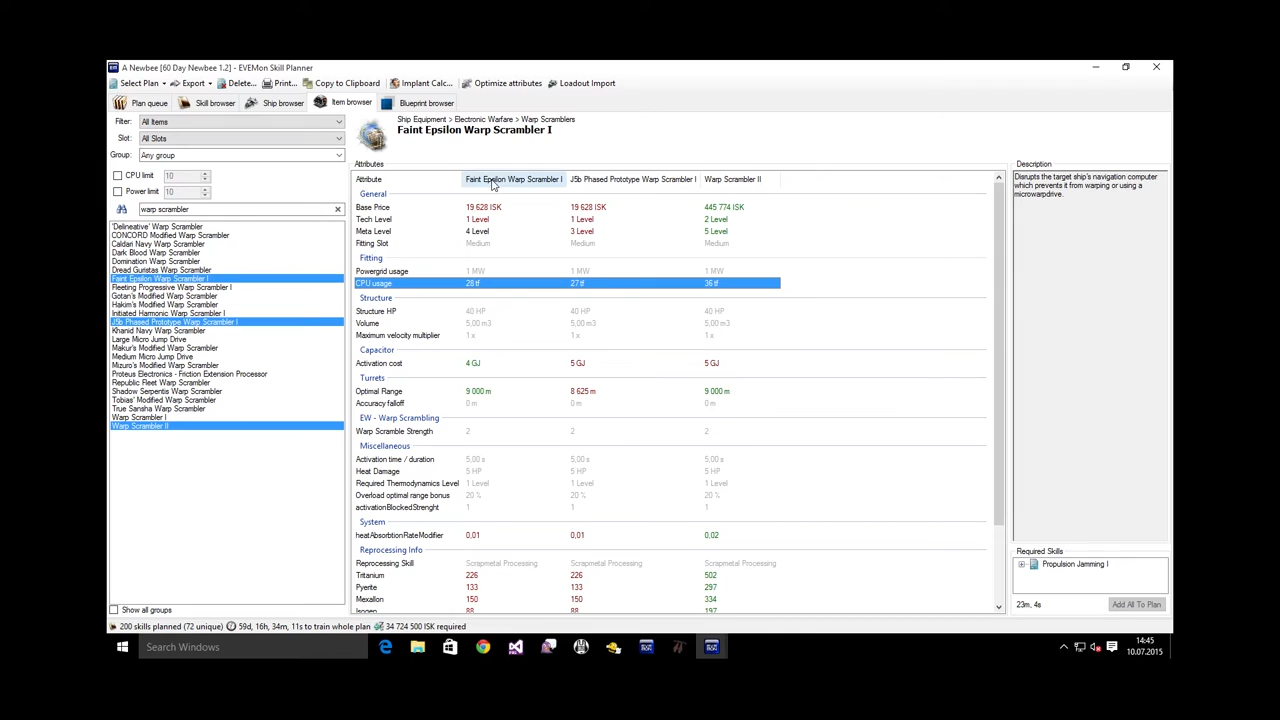 A Newbee [60 Day Newbee 1.2] - EVEMon Skill Planner
Select Plan Export Delete... Print... Copy to Clipboard Implant Calc... Optimize attributes Loadout Import
Plan queue Skill browser Ship browser Item browser Blueprint browser
Filter: All Items
Slot: All Slots
Group: Any group
CPU limit 10
Power limit 10
warp scrambler
'Delineative' Warp Scrambler
CONCORD Modified Warp Scrambler
Caldari Navy Warp Scrambler
Dark Blood Warp Scrambler
Domination Warp Scrambler
Dread Guristas Warp Scrambler
Faint Epsilon Warp Scrambler I
Fleeting Progressive Warp Scrambler I
Gotan's Modified Warp Scrambler
Hakim's Modified Warp Scrambler
Initiated Harmonic Warp Scrambler I
J5b Phased Prototype Warp Scrambler I
Khanid Navy Warp Scrambler
Large Micro Jump Drive
Makur's Modified Warp Scrambler
Medium Micro Jump Drive
Mizuro's Modified Warp Scrambler
Proteus Electronics - Friction Extension Processor
Republic Fleet Warp Scrambler
Shadow Serpentis Warp Scrambler
Tobias' Modified Warp Scrambler
True Sansha Warp Scrambler
Warp Scrambler I
Warp Scrambler II
Show all groups
Ship Equipment > Electronic Warfare > Warp Scramblers
Faint Epsilon Warp Scrambler I
Attributes
Attribute Faint Epsilon Warp Scrambler I J5b Phased Prototype Warp Scrambler I Warp Scrambler II
General
Base Price 19 628 ISK 19 628 ISK 445 774 ISK
Tech Level 1 Level 1 Level 2 Level
Meta Level 4 Level 3 Level 5 Level
Fitting Slot Medium Medium Medium
Fitting
Powergrid usage 1 MW 1 MW 1 MW
CPU usage 28 tf 27 tf 36 tf
Structure
Structure HP 40 HP 40 HP 40 HP
Volume 5,00 m3 5,00 m3 5,00 m3
Maximum velocity multiplier 1 x 1 x 1 x
Capacitor
Activation cost 4 GJ 5 GJ 5 GJ
Turrets
Optimal Range 9 000 m 8 625 m 9 000 m
Accuracy falloff 0 m 0 m 0 m
EW - Warp Scrambling
Warp Scramble Strength 2 2 2
Miscellaneous
Activation time / duration 5,00 s 5,00 s 5,00 s
Heat Damage 5 HP 5 HP 5 HP
Required Thermodynamics Level 1 Level 1 Level 1 Level
Overload optimal range bonus 20 % 20 % 20 %
activationBlockedStrenght 1 1 1
System
heatAbsorbtionRateModifier 0,01 0,01 0,02
Reprocessing Info
Reprocessing Skill Scrapmetal Processing Scrapmetal Processing Scrapmetal Processing
Tritanium 226 226 502
Pyerite 133 133 297
Mexallon 150 150 334
Isogen 88 88 197
Description
Disrupts the target ship's navigation computer
which prevents it from warping or using a
microwarpdrive.
Required Skills
Propulsion Jamming I
23m, 4s Add All To Plan
200 skills planned (72 unique) 59d, 16h, 34m, 11s to train whole plan 34 724 500 ISK required
Search Windows
14:45
10.07.2015